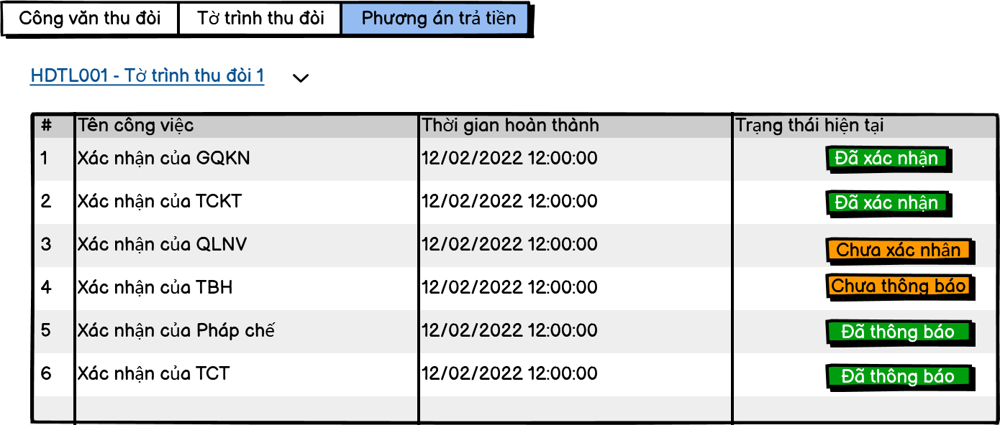 Công văn thu đòi Tờ trình thu đòi Phương án trả tiền
HDTL001 - Tờ trình thu đòi 1
# Tên công việc Thời gian hoàn thành Trạng thái hiện tại
1 Xác nhận của GQKN 12/02/2022 12:00:00 Đã xác nhận
2 Xác nhận của TCKT 12/02/2022 12:00:00 Đã xác nhận
3 Xác nhận của QLNV 12/02/2022 12:00:00 Chưa xác nhân
4 Xác nhận của TBH 12/02/2022 12:00:00 Chưa thông báo
5 Xác nhận của Pháp chế 12/02/2022 12:00:00 Đã thông báo
6 Xác nhận của TCT 12/02/2022 12:00:00 Đã thông báo